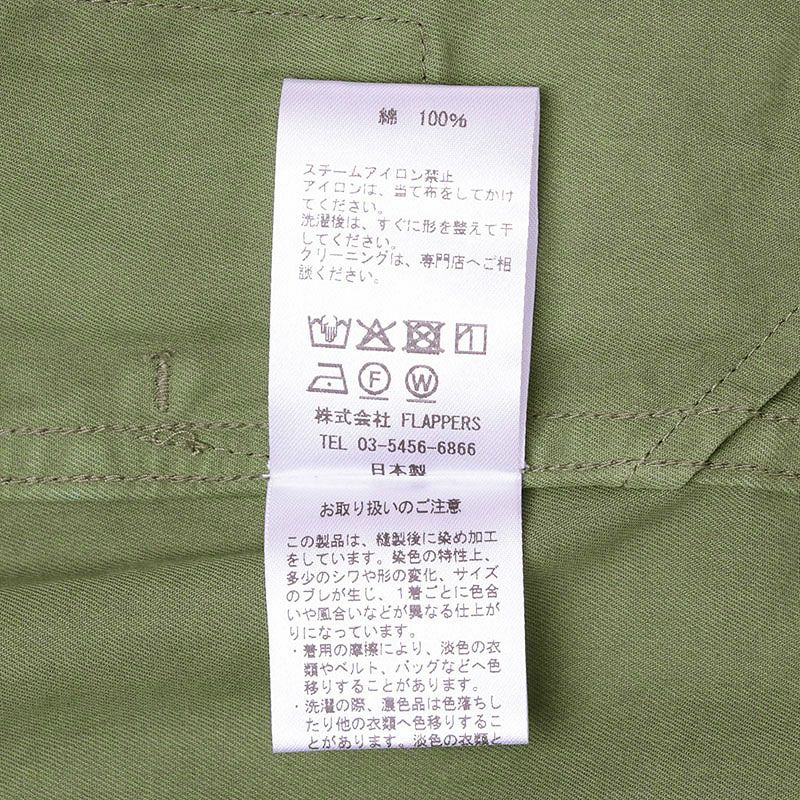 綿 100%
スチームアイロン禁止
アイロンは、当て布をしてかけ
てください。
洗濯後は、すぐに形を整えて干
してください。
クリーニングは、専門店へご相
談ください。
F W
株式会社 FLAPPERS
TEL 03-5456-6866
日本製
お取り扱いのご注意
この製品は、縫製後に染め加工
をしています。染色の特性上、
多少のシワや形の変化、サイズ
のブレが生じ、1着ごとに色合
いや風合いなどが異なる仕上が
りになっています。
・着用の摩擦により、淡色の衣
類やベルト、バッグなどへ色
移りすることがあります。
・洗濯の際、濃色品は色落ちし
たり他の衣類へ色移りするこ
とがあります。淡色の衣類と